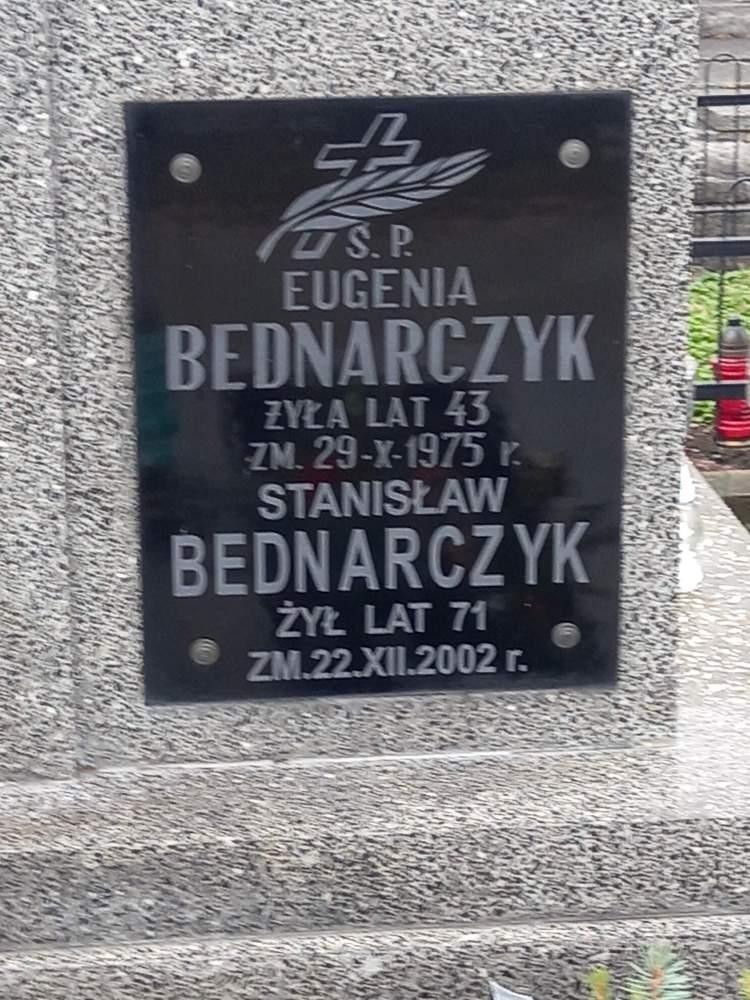 Ś. P.
EUGENIA
BEDNARCZYK
ŻYŁA LAT 43
ZM. 29-X-1975 r.
STANISŁAW
BEDNARCZYK
ŻYŁ LAT 71
ZM.22.XII.2002 r.